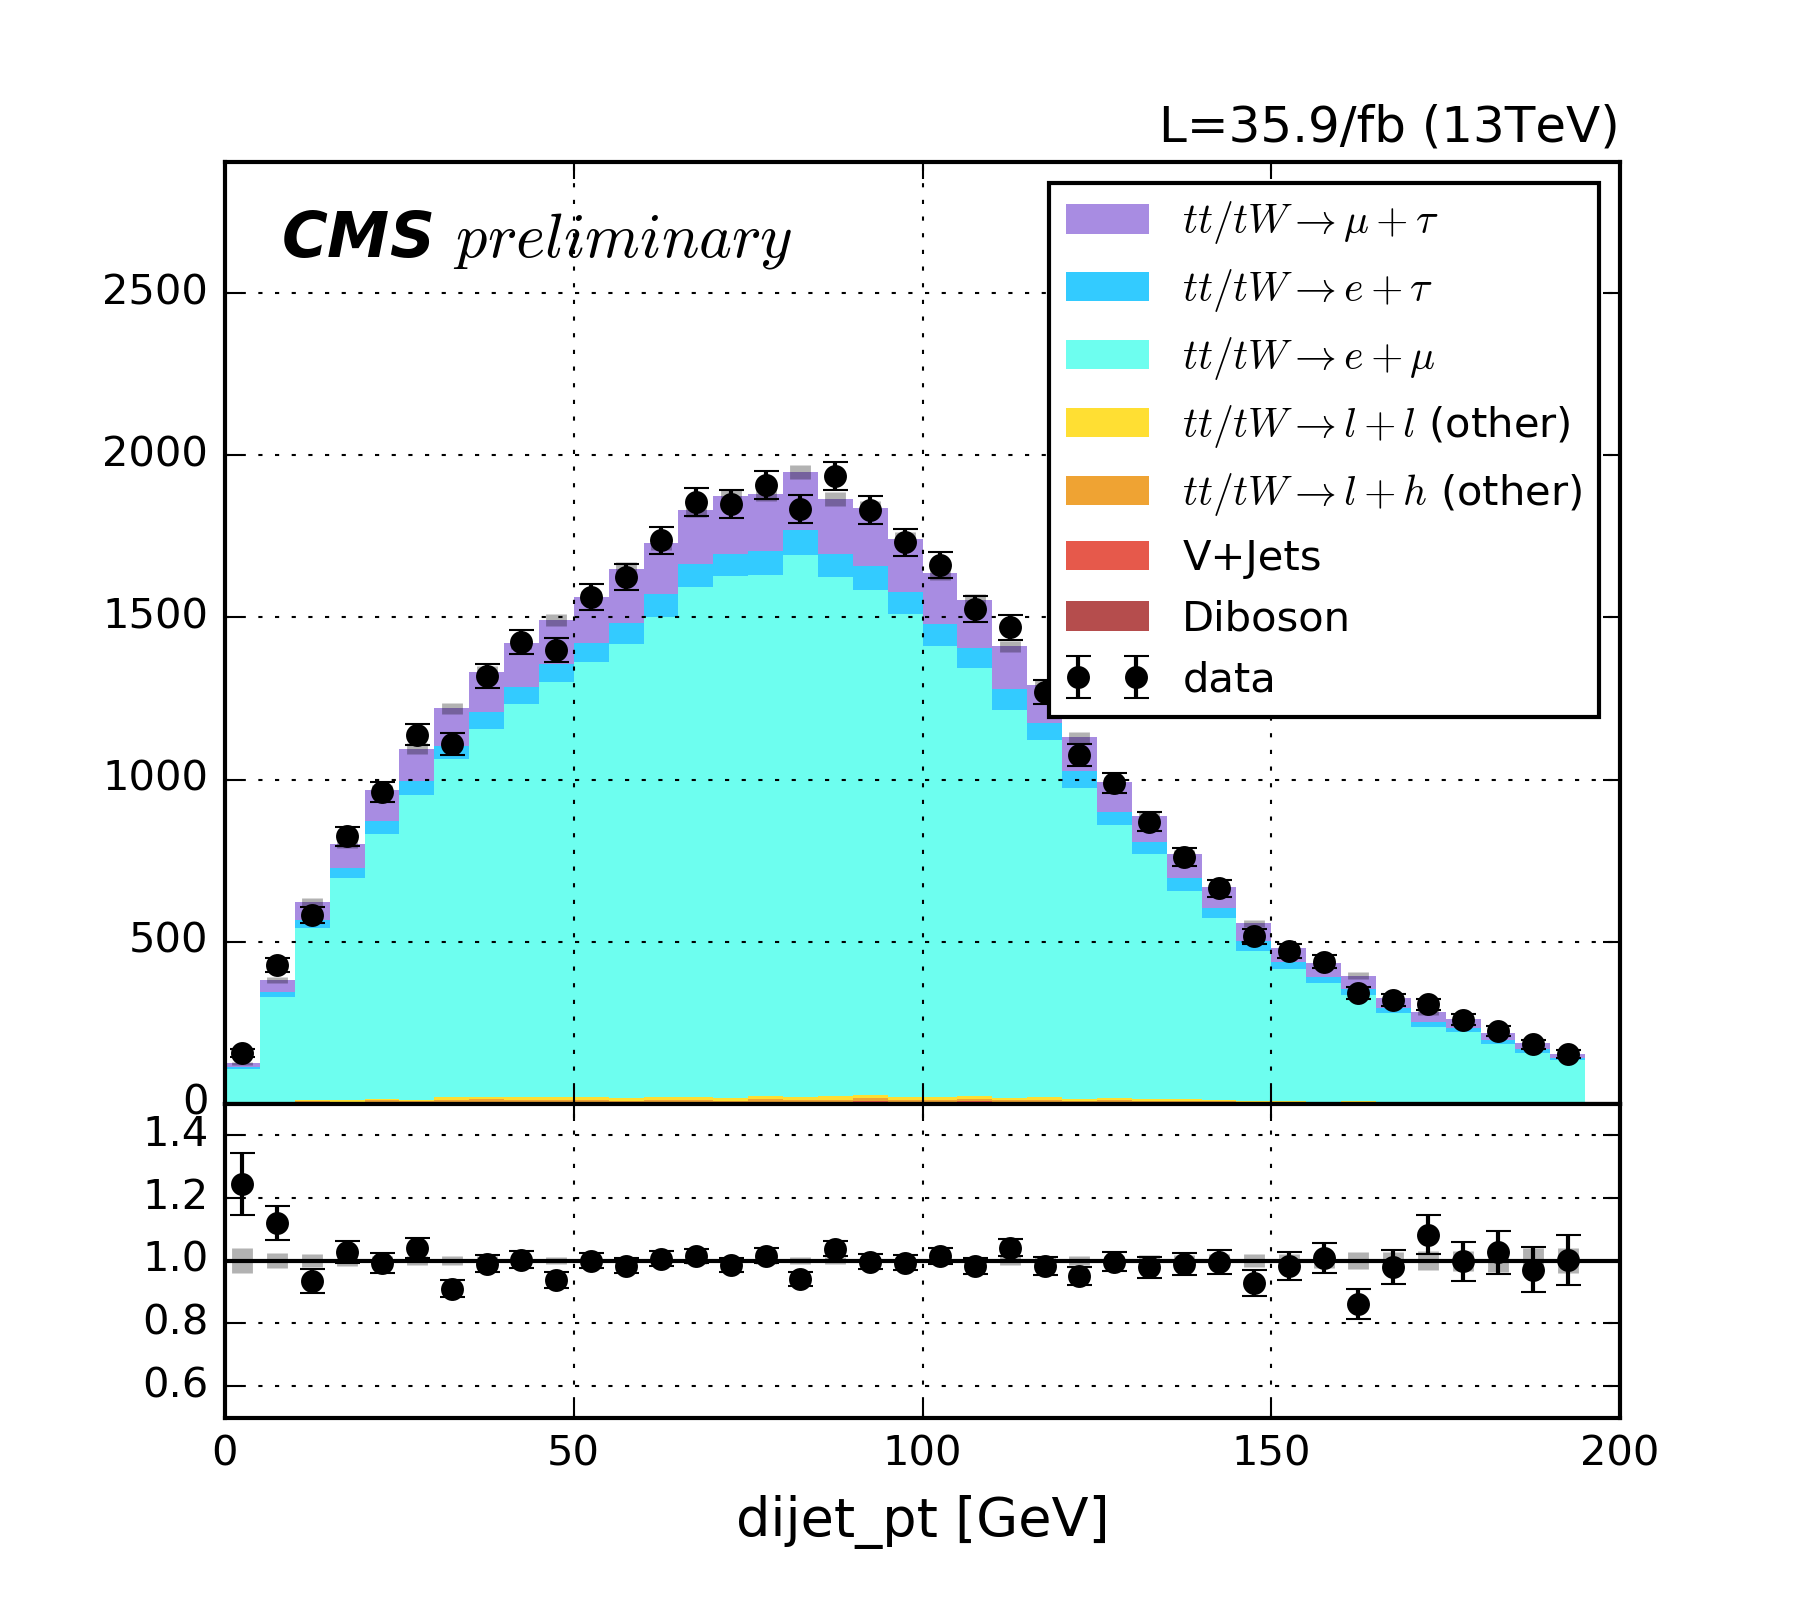 L=35.9/fb (13TeV)
CMS preliminary
tt/tW → μ + τ
tt/tW → e + τ
tt/tW → e + μ
tt/tW → l + l (other)
tt/tW → l + h (other)
V+Jets
Diboson
data
2500
2000
1500
1000
500
0
1.4
1.2
1.0
0.8
0.6
0 50 100 150 200
dijet_pt [GeV]